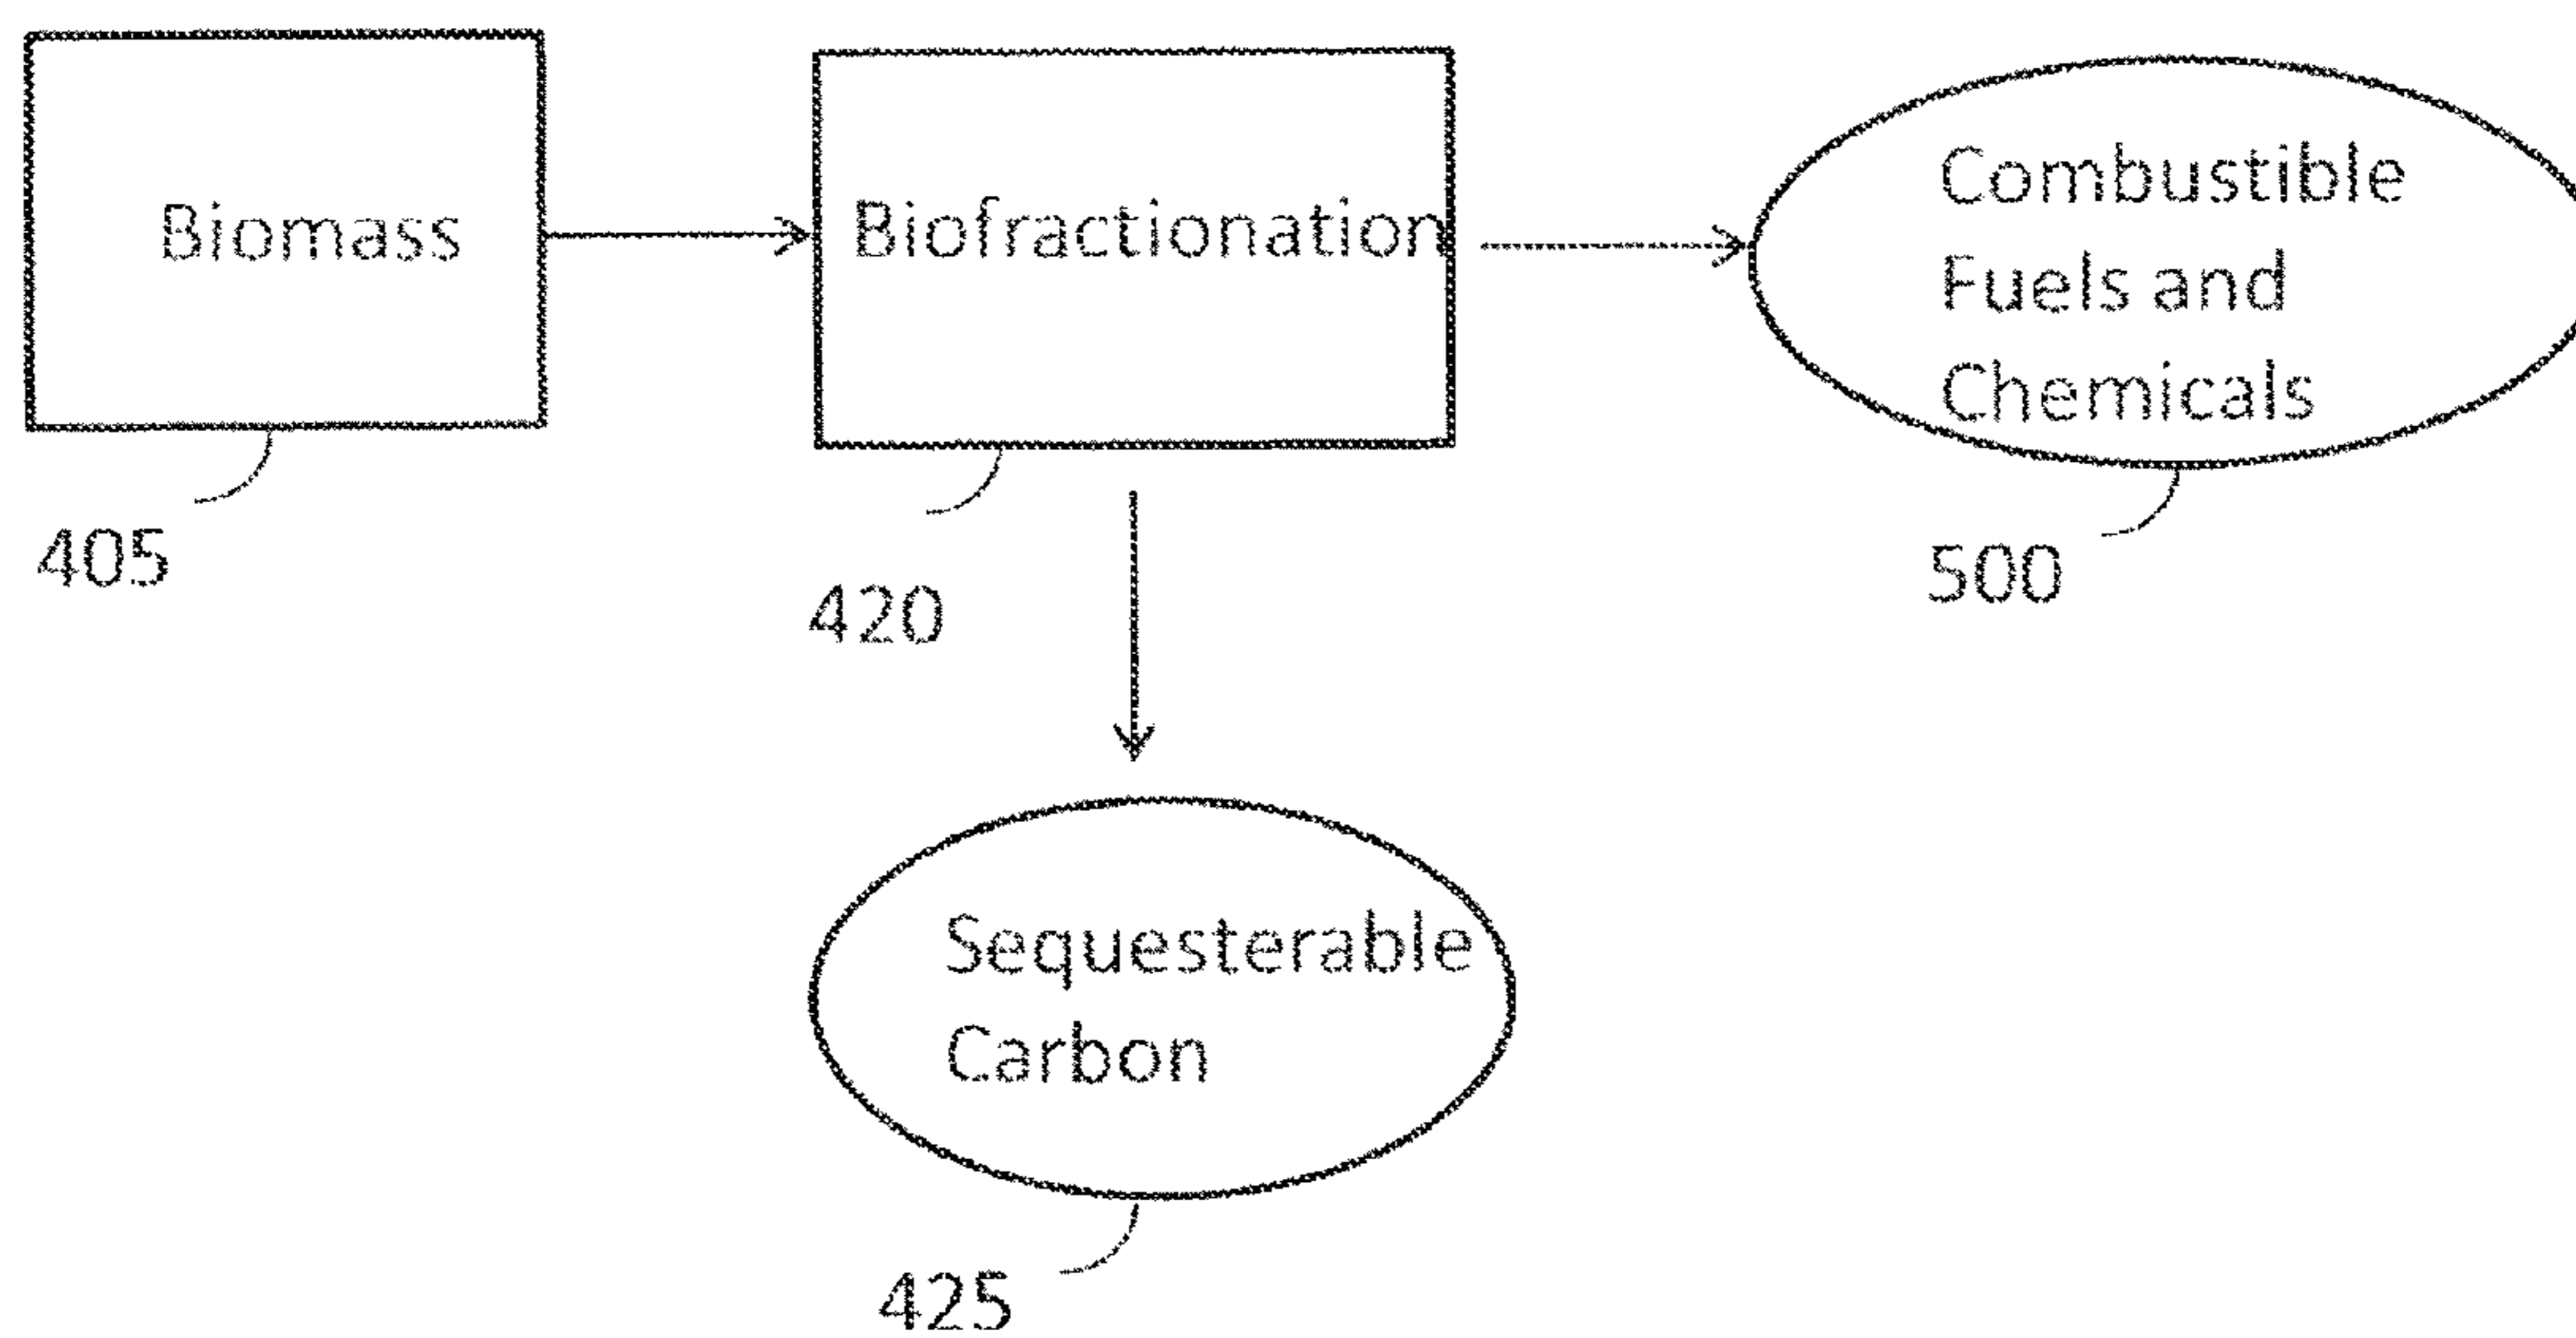 Biomass
Biofractionation
Combustible
Fuels and
Chemicals
405
420
500
Sequesterable
Carbon
425